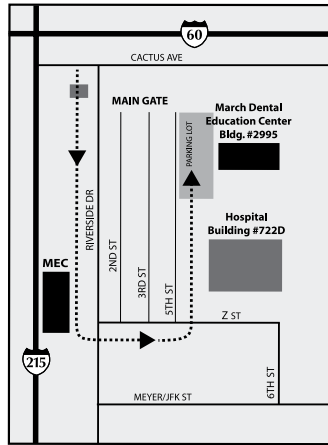 60
CACTUS AVE
MAIN GATE
March Dental
Education Center
Bldg. #2995
PARKING LOT
RIVERSIDE DR
2ND ST
3RD ST
5TH ST
Hospital
Building #722D
MEC
Z ST
215
6TH ST
MEYER/JFK ST